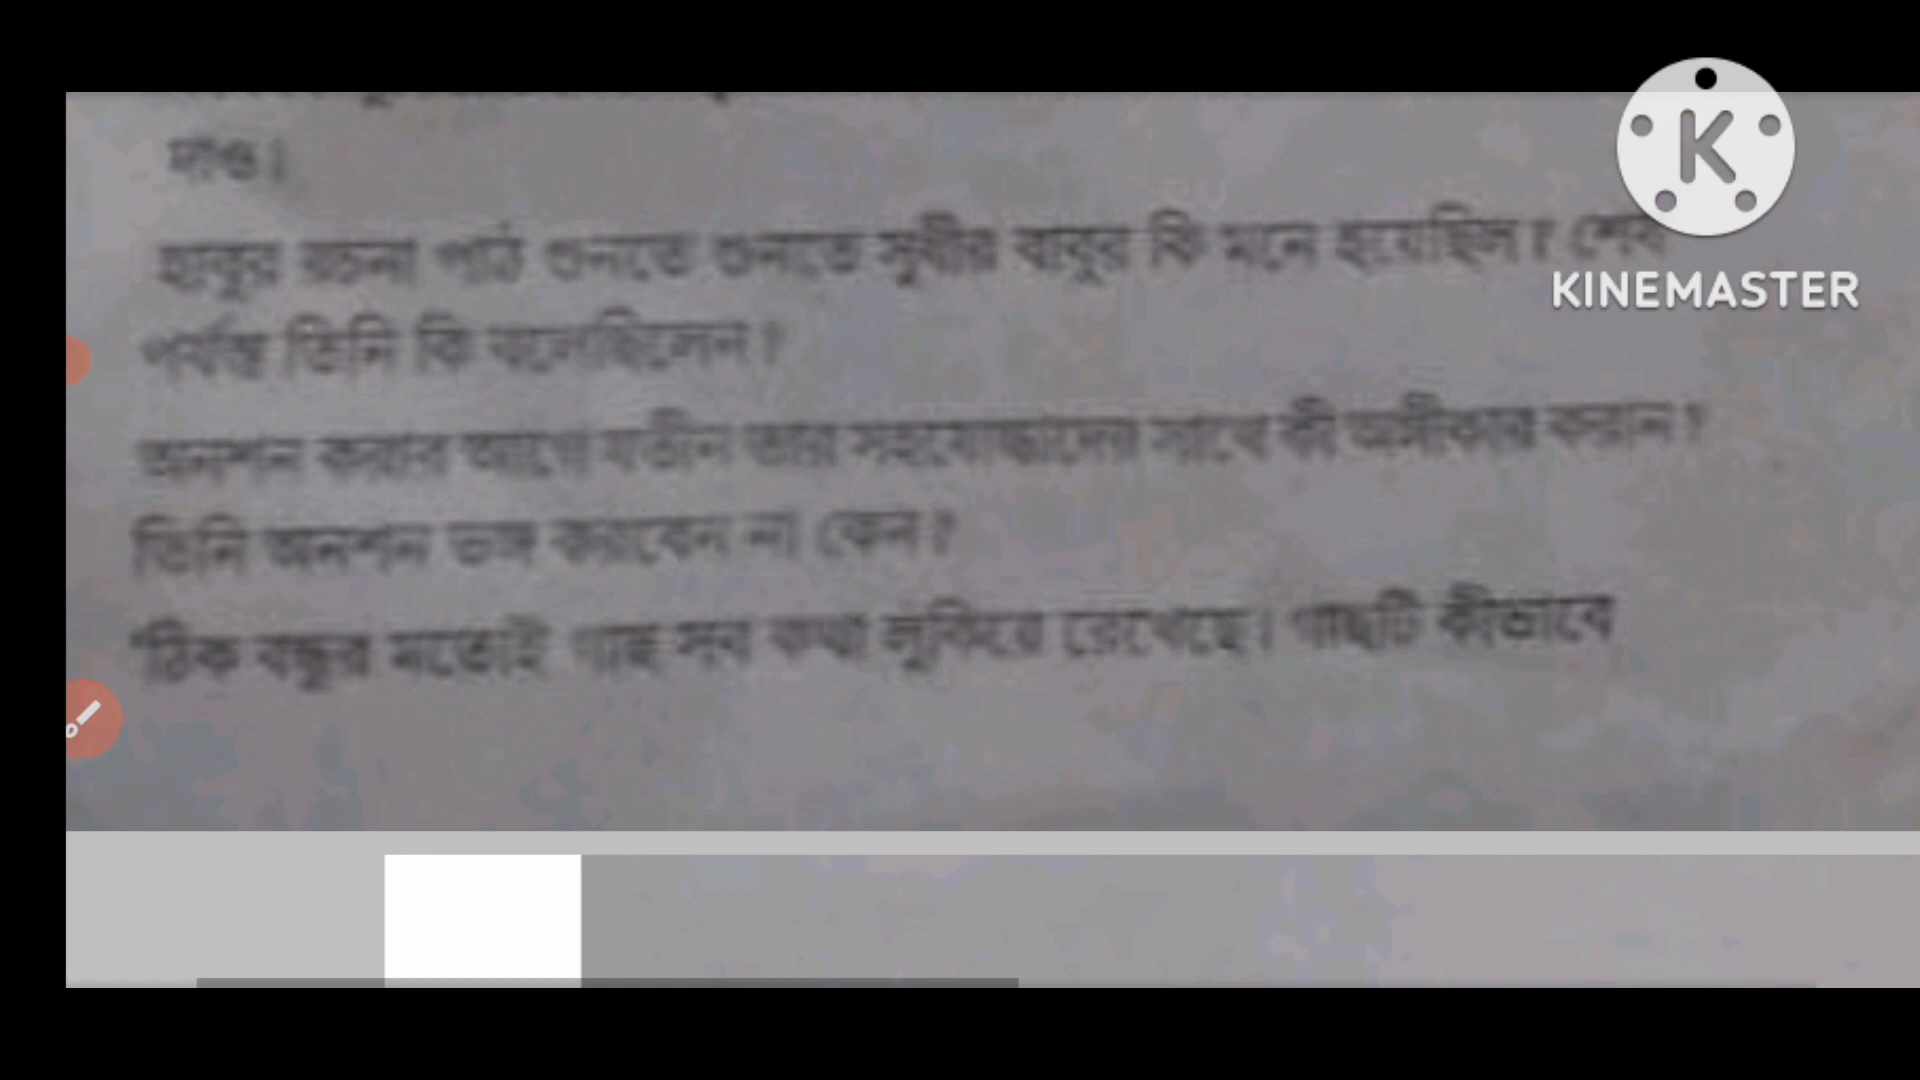 দাও।
হাবুর রচনা পাঠ শুনতে শুনতে সুধীর বাবুর কি মনে হয়েছিল? শেষ
পর্যন্ত তিনি কি বলেছিলেন?
অনশন করার আগে যতীন তার সহযোদ্ধাদের সাথে কী অঙ্গীকার করান?
তিনি অনশন ভঙ্গ করবেন না কেন?
'ঠিক বন্ধুর মতোই গাছ সব কথা লুকিয়ে রেখেছে। গাছটি কীভাবে
K
KINEMASTER